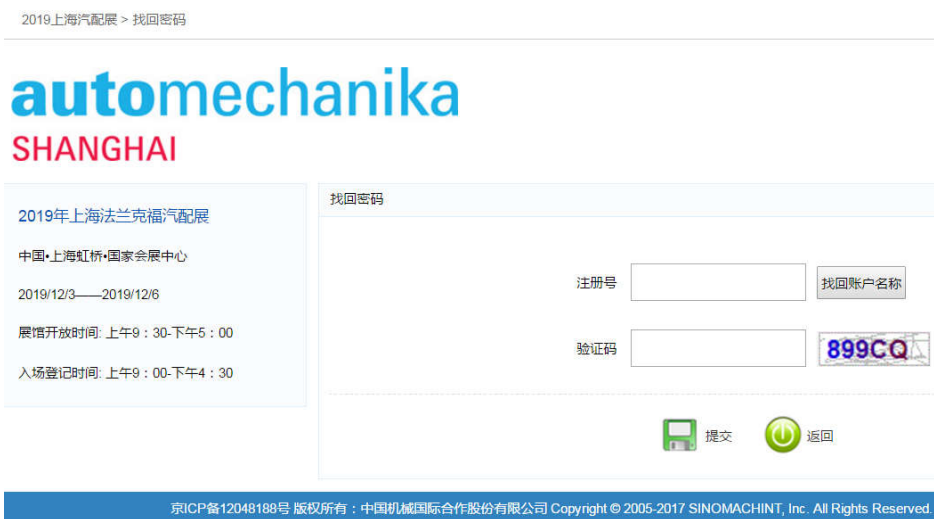 2019上海汽配展 > 找回密码
automechanika
SHANGHAI
2019年上海法兰克福汽配展
中国•上海虹桥•国家会展中心
2019/12/3——2019/12/6
展馆开放时间: 上午9：30-下午5：00
入场登记时间: 上午9：00-下午4：30
找回密码
注册号 找回账户名称
验证码 899CQ
提交 返回
京ICP备12048188号 版权所有：中国机械国际合作股份有限公司 Copyright © 2005-2017 SINOMACHINT, Inc. All Rights Reserved.